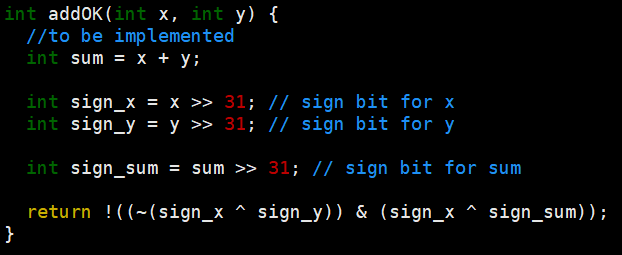 int addOK(int x, int y) {
  //to be implemented
  int sum = x + y;

  int sign_x = x >> 31; // sign bit for x
  int sign_y = y >> 31; // sign bit for y

  int sign_sum = sum >> 31; // sign bit for sum

  return !((~(sign_x ^ sign_y)) & (sign_x ^ sign_sum));
}